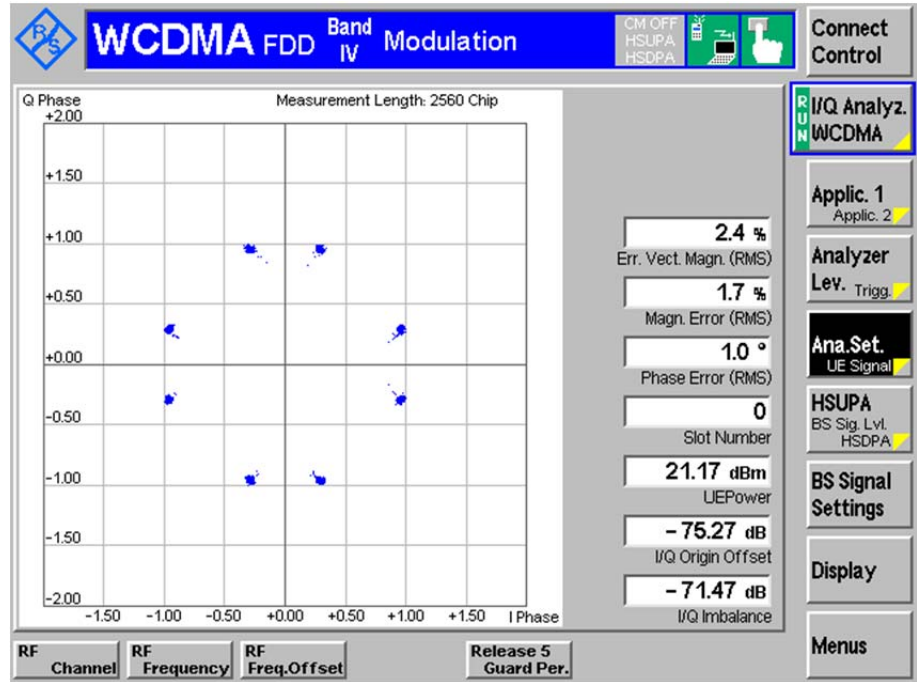 R&S
WCDMA FDD Band IV Modulation
CM OFF
HSUPA
HSDPA
Connect
Control
Q Phase
Measurement Length: 2560 Chip
+2.00
+1.50
+1.00
+0.50
+0.00
-0.50
-1.00
-1.50
-2.00
-1.50 -1.00 -0.50 +0.00 +0.50 +1.00 +1.50 I Phase
2.4 %
Err. Vect. Magn. (RMS)
1.7 %
Magn. Error (RMS)
1.0 °
Phase Error (RMS)
0
Slot Number
21.17 dBm
UEPower
- 75.27 dB
I/Q Origin Offset
- 71.47 dB
I/Q Imbalance
RUN
I/Q Analyz.
WCDMA
Applic. 1
Applic. 2
Analyzer
Lev. Trigg.
Ana.Set.
UE Signal
HSUPA
BS Sig. Lvl.
HSDPA
BS Signal
Settings
Display
Menus
RF
Channel
RF
Frequency
RF
Freq.Offset
Release 5
Guard Per.